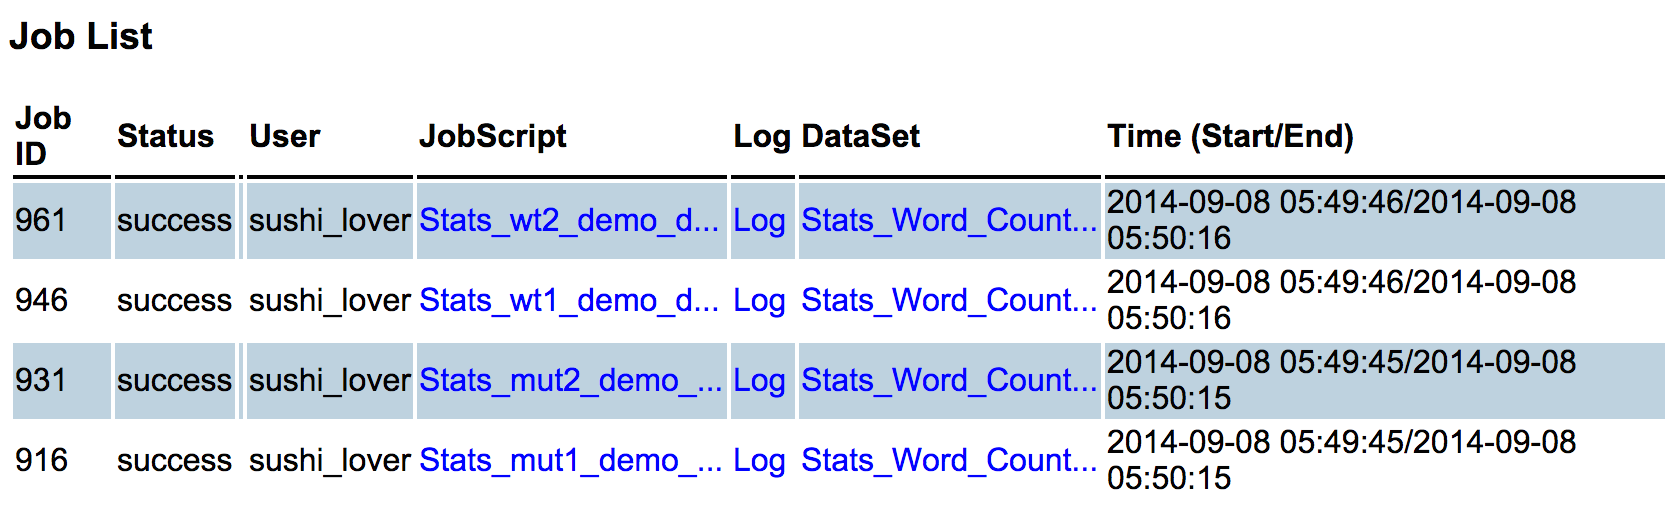 Job List
Job ID Status User JobScript Log DataSet Time (Start/End)
961 success sushi_lover Stats_wt2_demo_d... Log Stats_Word_Count... 2014-09-08 05:49:46/2014-09-08
05:50:16
946 success sushi_lover Stats_wt1_demo_d... Log Stats_Word_Count... 2014-09-08 05:49:46/2014-09-08
05:50:16
931 success sushi_lover Stats_mut2_demo_... Log Stats_Word_Count... 2014-09-08 05:49:45/2014-09-08
05:50:15
916 success sushi_lover Stats_mut1_demo_... Log Stats_Word_Count... 2014-09-08 05:49:45/2014-09-08
05:50:15